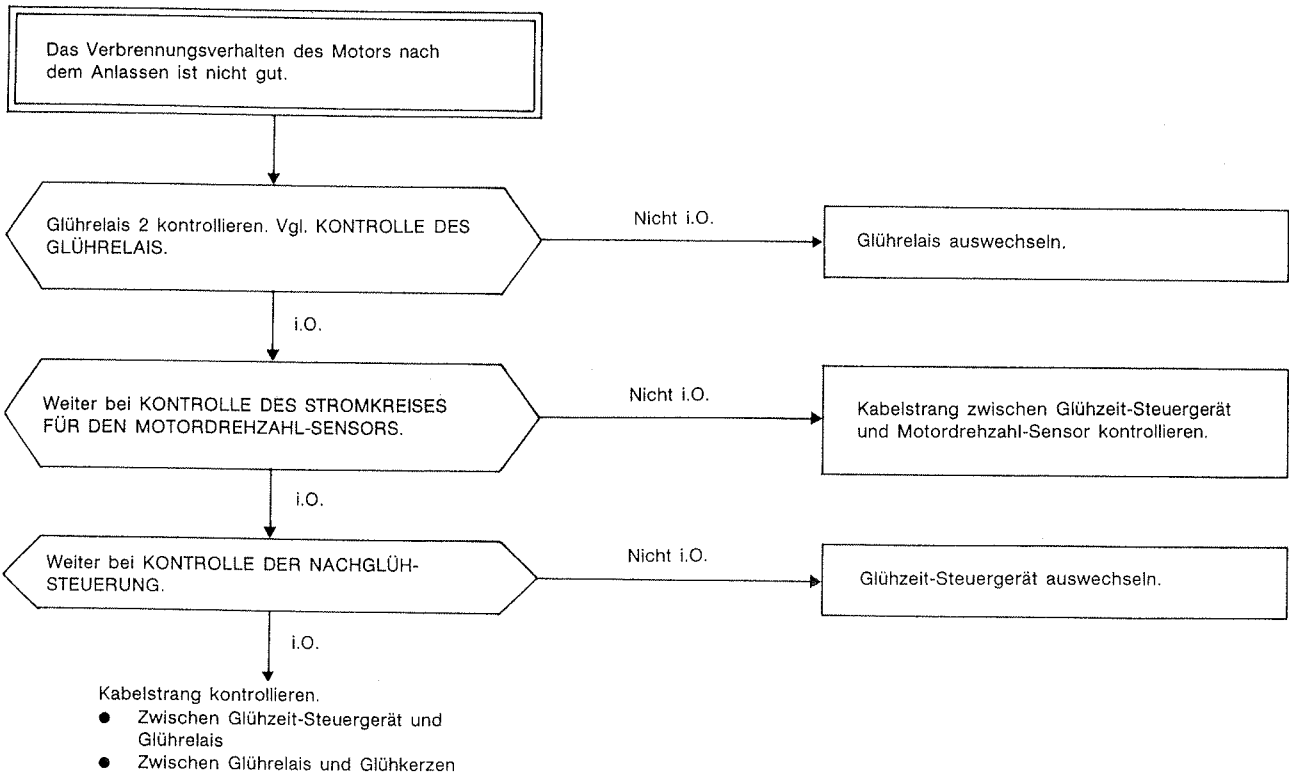 Das Verbrennungsverhalten des Motors nach
dem Anlassen ist nicht gut.
Glührelais 2 kontrollieren. Vgl. KONTROLLE DES
GLÜHRELAIS.
Nicht i.O.
Glührelais auswechseln.
i.O.
Weiter bei KONTROLLE DES STROMKREISES
FÜR DEN MOTORDREHZAHL-SENSORS.
Nicht i.O.
Kabelstrang zwischen Glühzeit-Steuergerät
und Motordrehzahl-Sensor kontrollieren.
i.O.
Weiter bei KONTROLLE DER NACHGLÜH-
STEUERUNG.
Nicht i.O.
Glühzeit-Steuergerät auswechseln.
i.O.
Kabelstrang kontrollieren.
● Zwischen Glühzeit-Steuergerät und
Glührelais
● Zwischen Glührelais und Glühkerzen